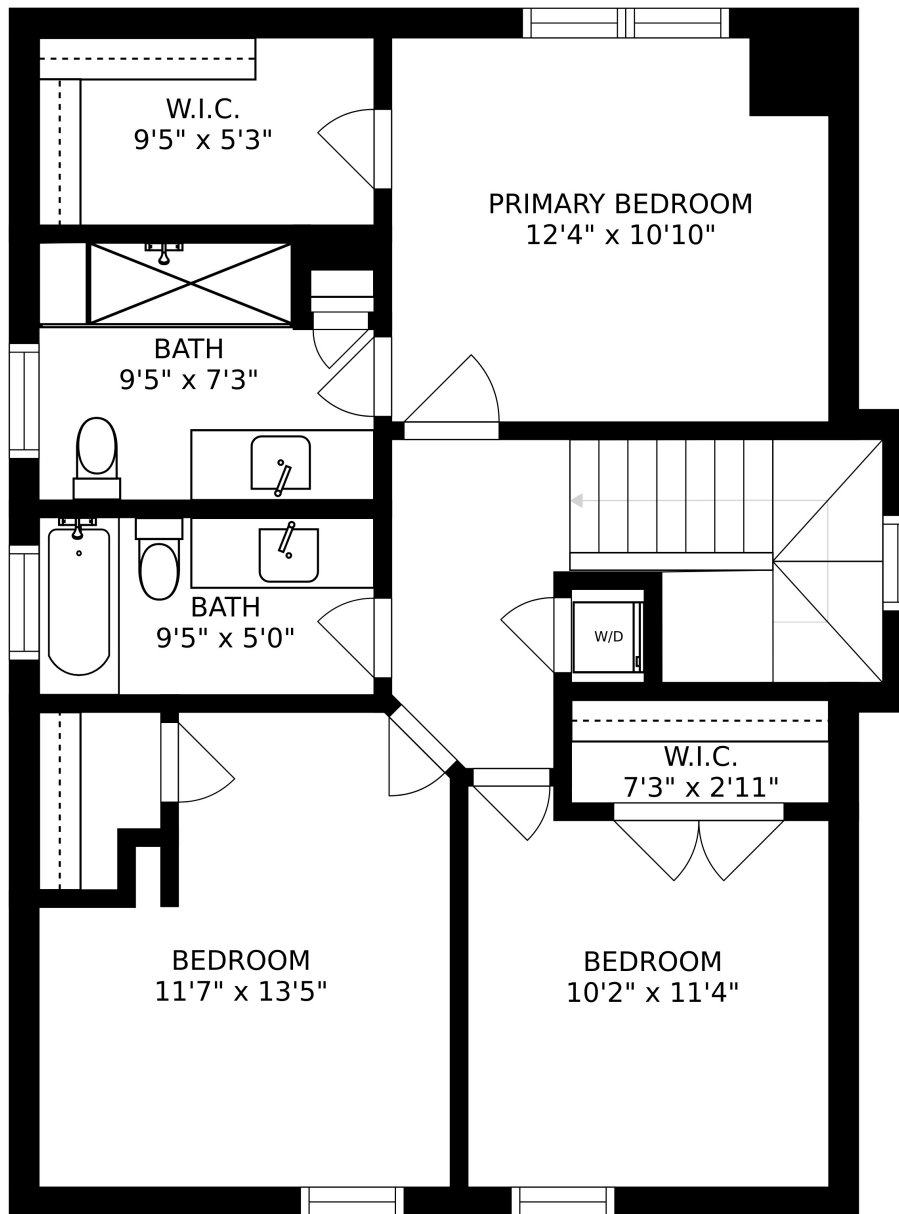 W.I.C.
9'5" x 5'3"
PRIMARY BEDROOM
12'4" x 10'10"
BATH
9'5" x 7'3"
BATH
9'5" x 5'0"
W/D
W.I.C.
7'3" x 2'11"
BEDROOM
11'7" x 13'5"
BEDROOM
10'2" x 11'4"